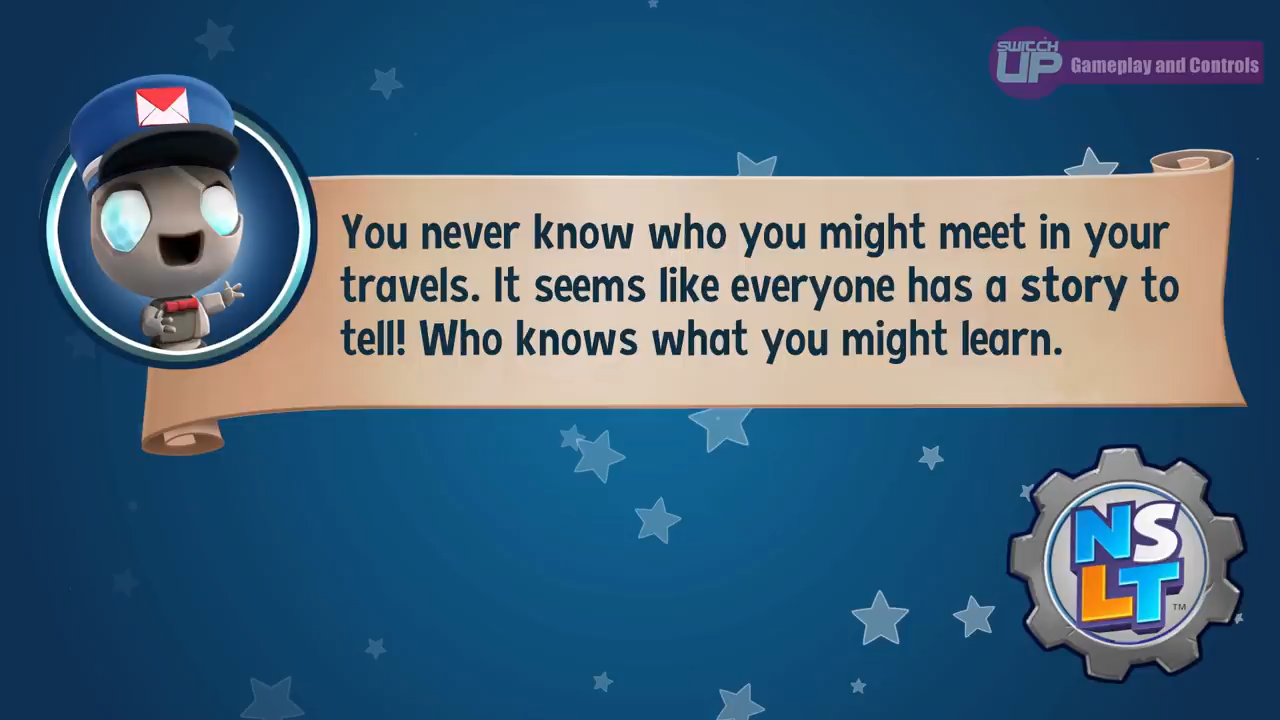 SWITCH
UP
Gameplay and Controls
You never know who you might meet in your
travels. It seems like everyone has a story to
tell! Who knows what you might learn.
NS
LT
TM